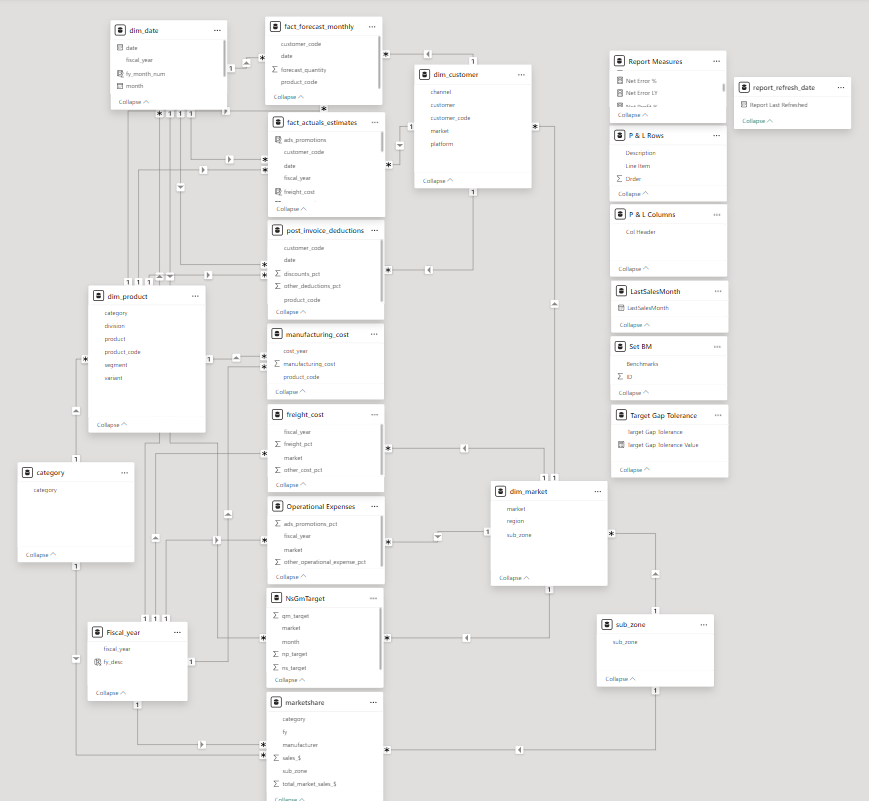 dim_date
date
fiscal_year
fy_month_num
month
Collapse
fact_forecast_monthly
customer_code
date
forecast_quantity
product_code
Collapse
fact_actuals_estimates
ads_promotions
customer_code
date
fiscal_year
freight_cost
Collapse
post_invoice_deductions
customer_code
date
discounts_pct
other_deductions_pct
product_code
Collapse
manufacturing_cost
cost_year
manufacturing_cost
product_code
Collapse
freight_cost
fiscal_year
freight_pct
market
other_cost_pct
Collapse
Operational Expenses
ads_promotions_pct
fiscal_year
market
other_operational_expense_pct
Collapse
NsGmTarget
gm_target
market
month
np_target
ns_target
Collapse
marketshare
category
fy
manufacturer
sales_$
sub_zone
total_market_sales_$
Collapse
dim_product
category
division
product
product_code
segment
variant
Collapse
category
category
Collapse
Fiscal_year
fiscal_year
fy_desc
Collapse
dim_customer
channel
customer
customer_code
market
platform
Collapse
dim_market
market
region
sub_zone
Collapse
sub_zone
sub_zone
Collapse
Report Measures
Net Error %
Net Error LY
Collapse
P & L Rows
Description
Line Item
Order
Collapse
P & L Columns
Col Header
Collapse
LastSalesMonth
LastSalesMonth
Collapse
Set BM
Benchmarks
ID
Collapse
Target Gap Tolerance
Target Gap Tolerance
Target Gap Tolerance Value
Collapse
report_refresh_date
Report Last Refreshed
Collapse